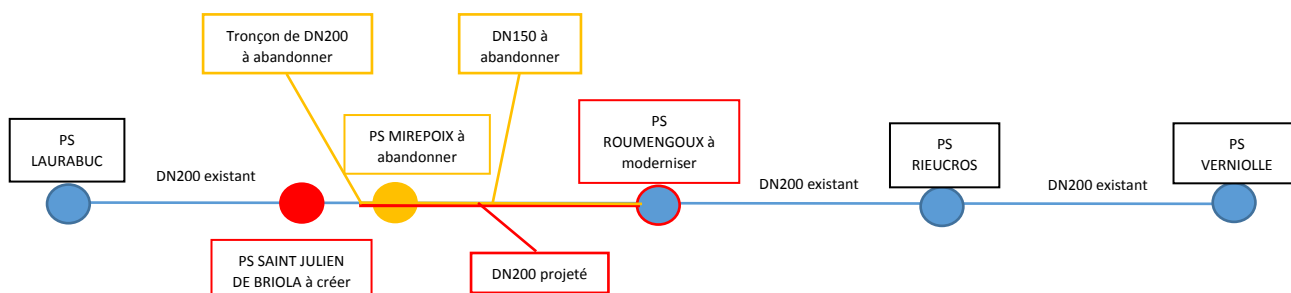 Tronçon de DN200
à abandonner
DN150 à
abandonner
PS
LAURABUC
PS MIREPOIX à
abandonner
PS
ROUMENGOUX à
moderniser
PS
RIEUCROS
PS
VERNIOLLE
DN200 existant
DN200 existant
DN200 existant
PS SAINT JULIEN
DE BRIOLA à créer
DN200 projeté